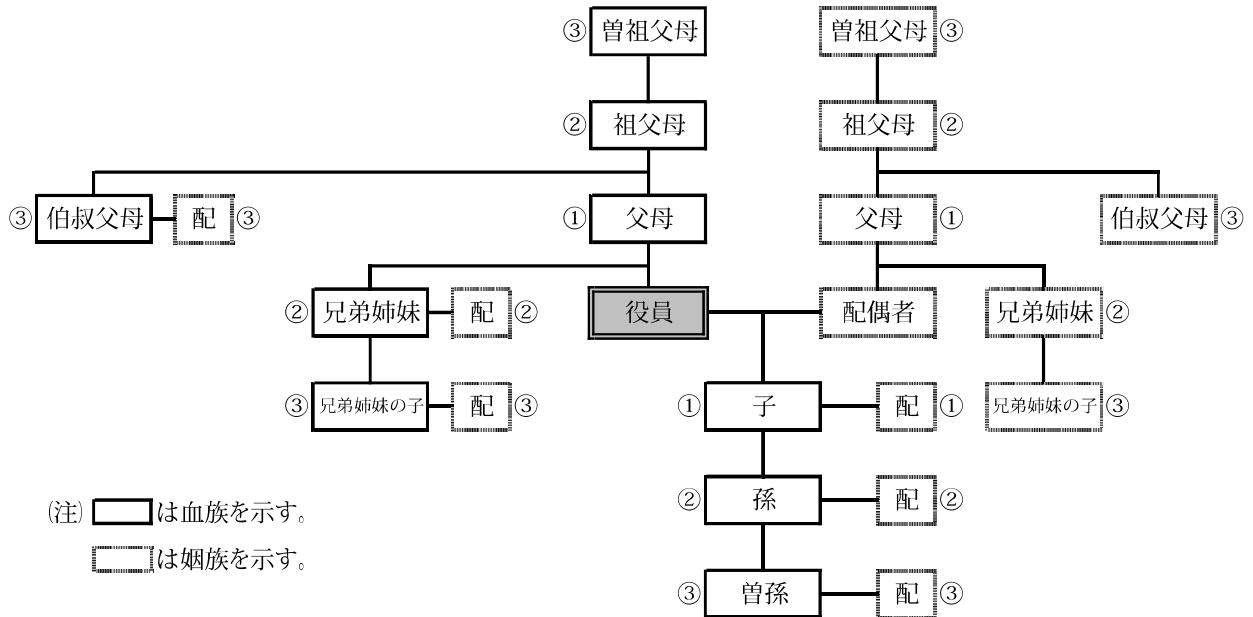 ③ 曽祖父母 曽祖父母 ③
② 祖父母 祖父母 ②
③ 伯叔父母 配 ③ ① 父母 父母 ① 伯叔父母 ③
② 兄弟姉妹 配 ② 役員 配偶者 兄弟姉妹 ②
③ 兄弟姉妹の子 配 ③ ① 子 配 ① 兄弟姉妹の子 ③
② 孫 配 ②
(注) は血族を示す。
は姻族を示す。
③ 曽孫 配 ③